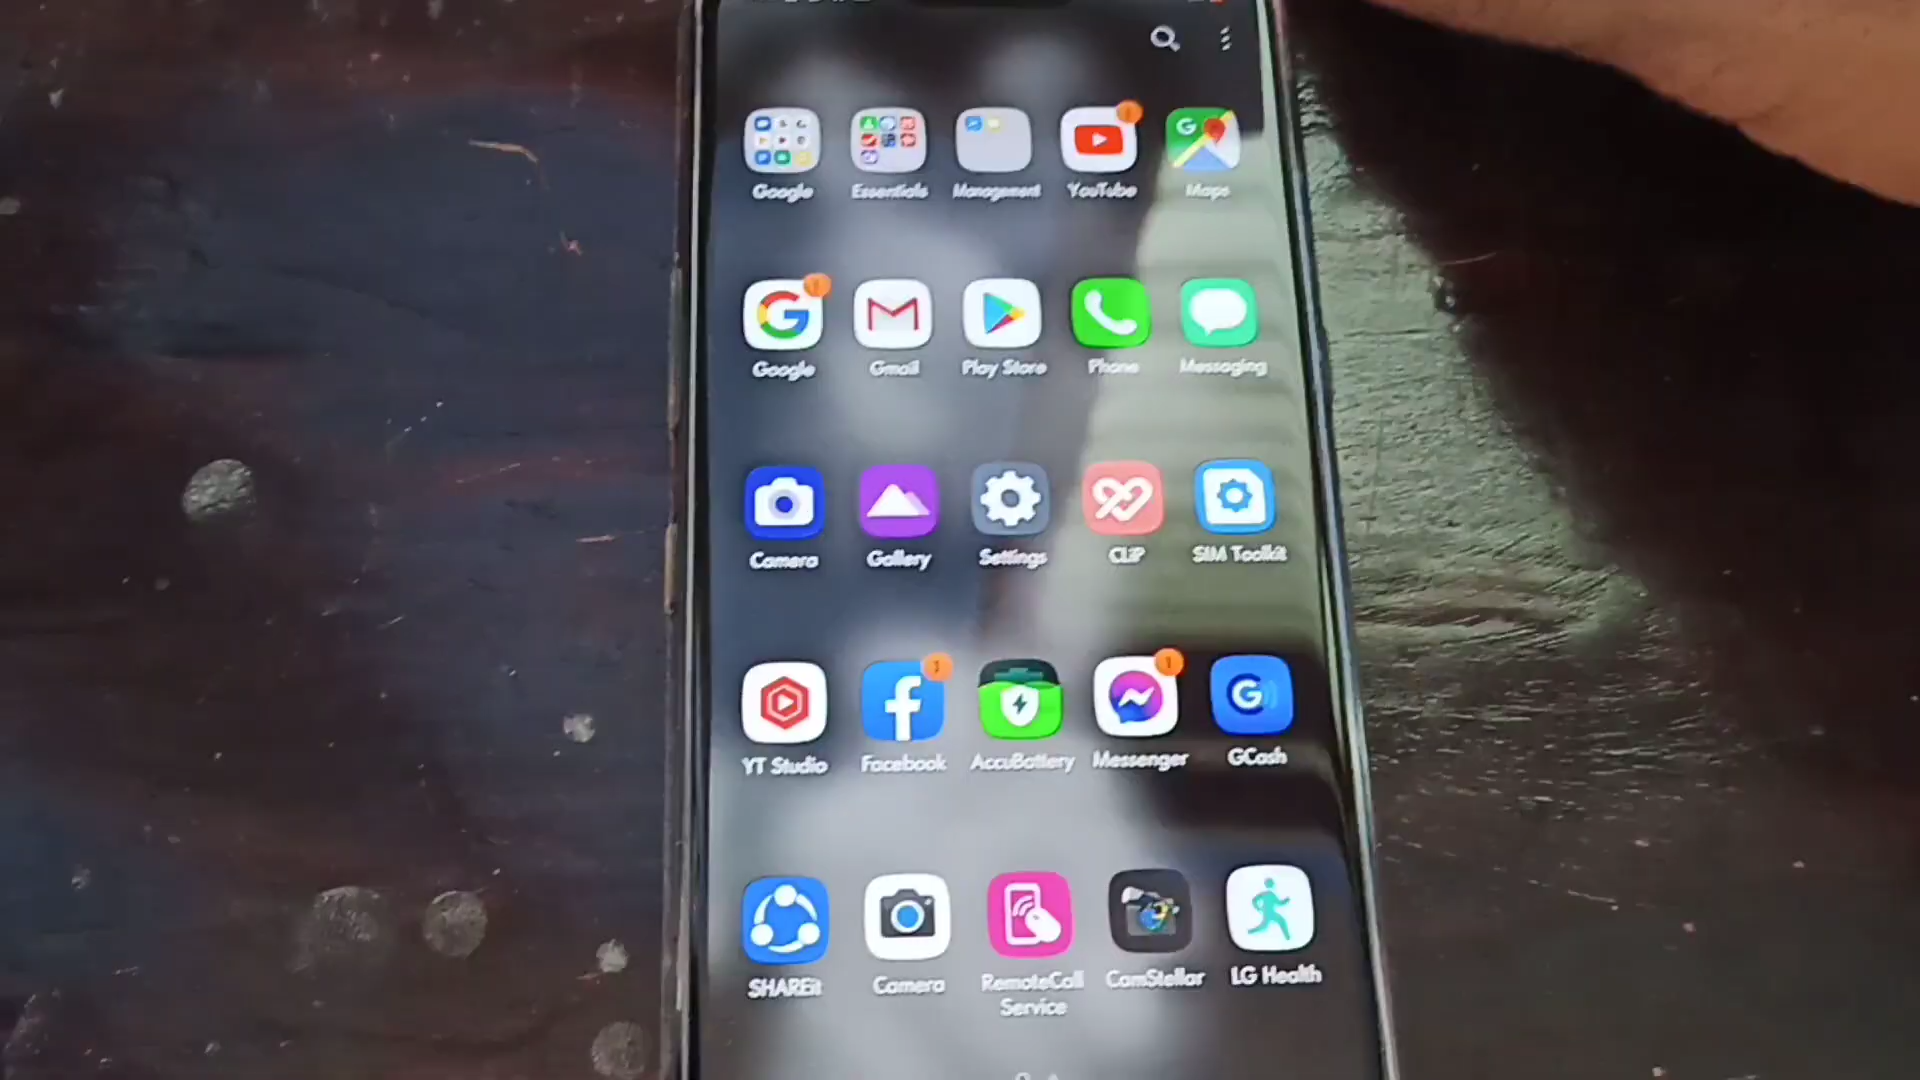 Google Essentials Management YouTube Maps
Google Gmail Play Store Phone Messaging
Camera Gallery Settings CLiP SIM Toolkit
YT Studio Facebook AccuBattery Messenger GCash
SHAREit Camera RemoteCall Service CamStellar LG Health